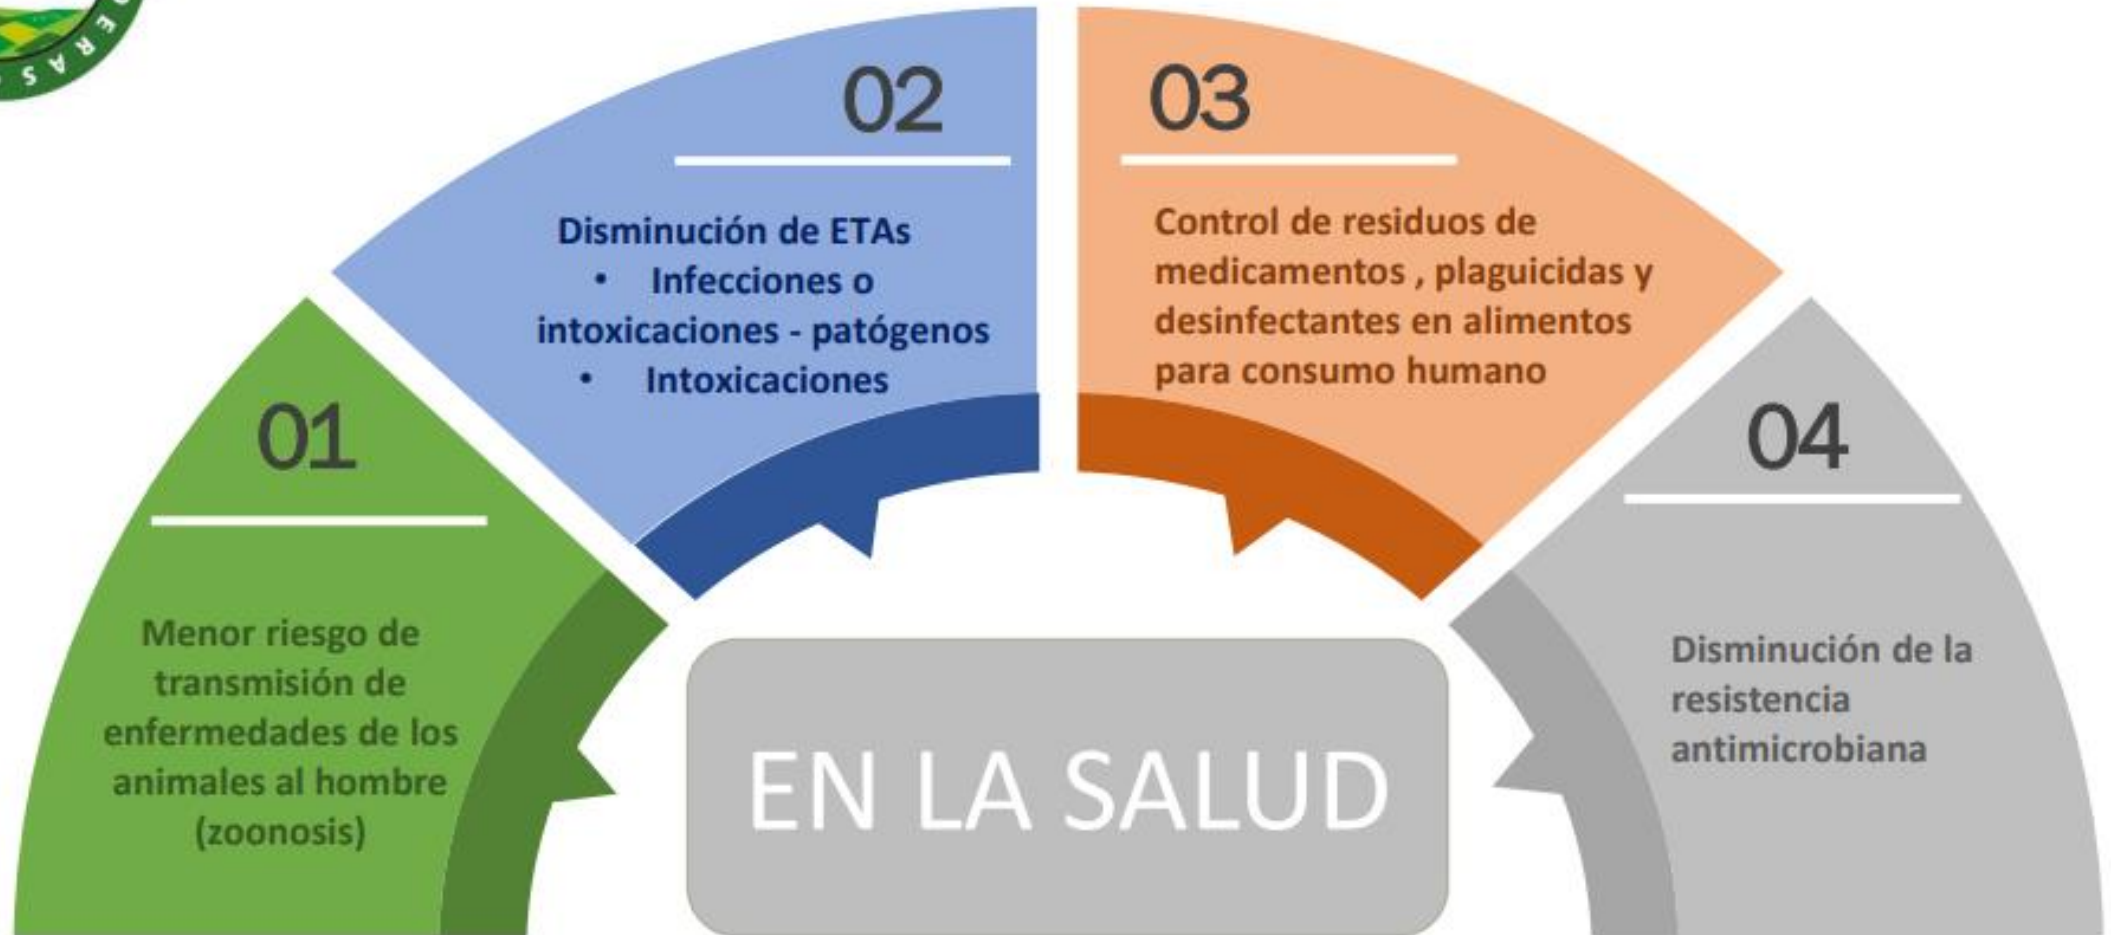 DERAS
01
Menor riesgo de
transmisión de
enfermedades de los
animales al hombre
(zoonosis)
02
Disminución de ETAs
• Infecciones o
intoxicaciones - patógenos
• Intoxicaciones
03
Control de residuos de
medicamentos , plaguicidas y
desinfectantes en alimentos
para consumo humano
04
Disminución de la
resistencia
antimicrobiana
EN LA SALUD